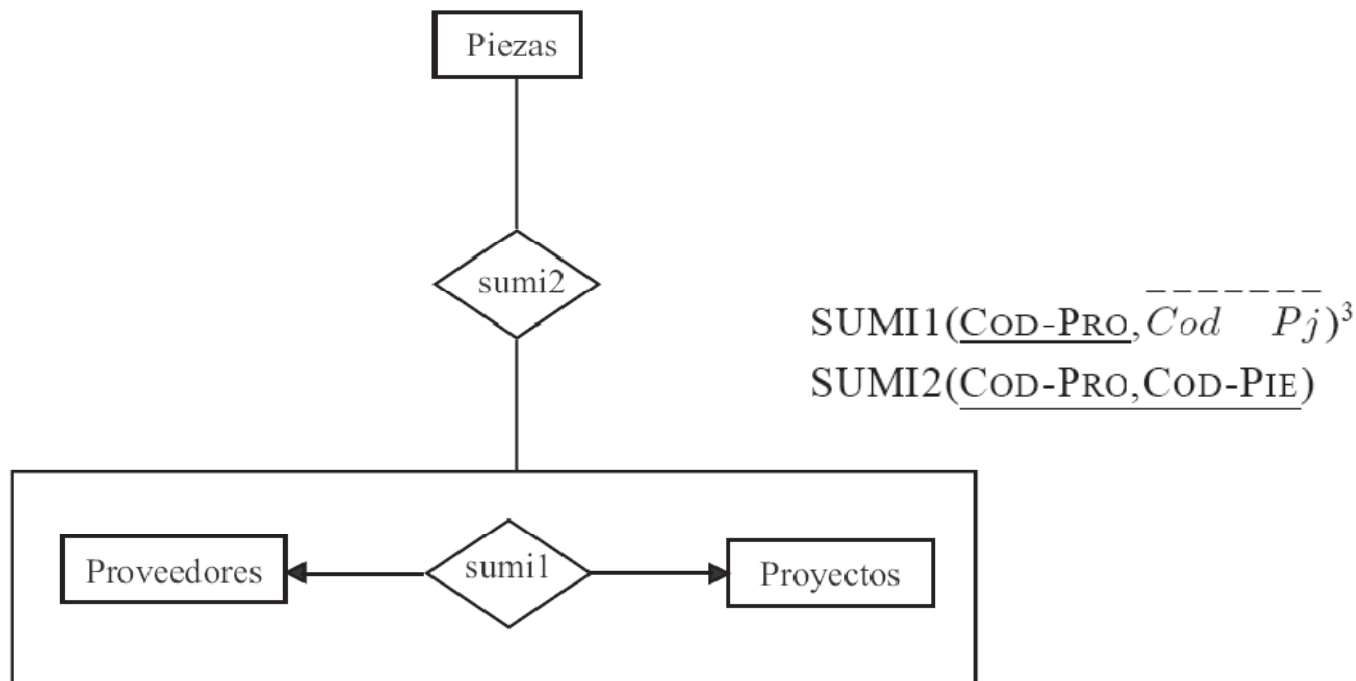 Piezas
sumi2
SUMI1(COD-PRO,Cod Pj)³
SUMI2(COD-PRO,COD-PIE)
Proveedores
sumi1
Proyectos